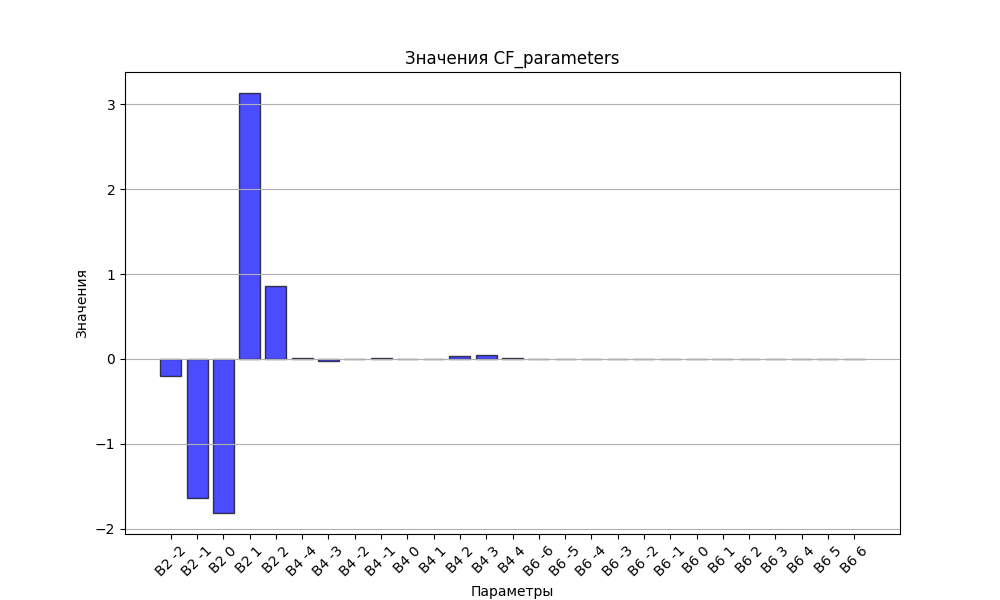 Значения CF_parameters
3
2
1
0
−1
−2
Значения
B2 -2
B2 -1
B2 0
B2 1
B2 2
B4 -4
B4 -3
B4 -2
B4 -1
B4 0
B4 1
B4 2
B4 3
B4 4
B6 -6
B6 -5
B6 -4
B6 -3
B6 -2
B6 -1
B6 0
B6 1
B6 2
B6 3
B6 4
B6 5
B6 6
Параметры